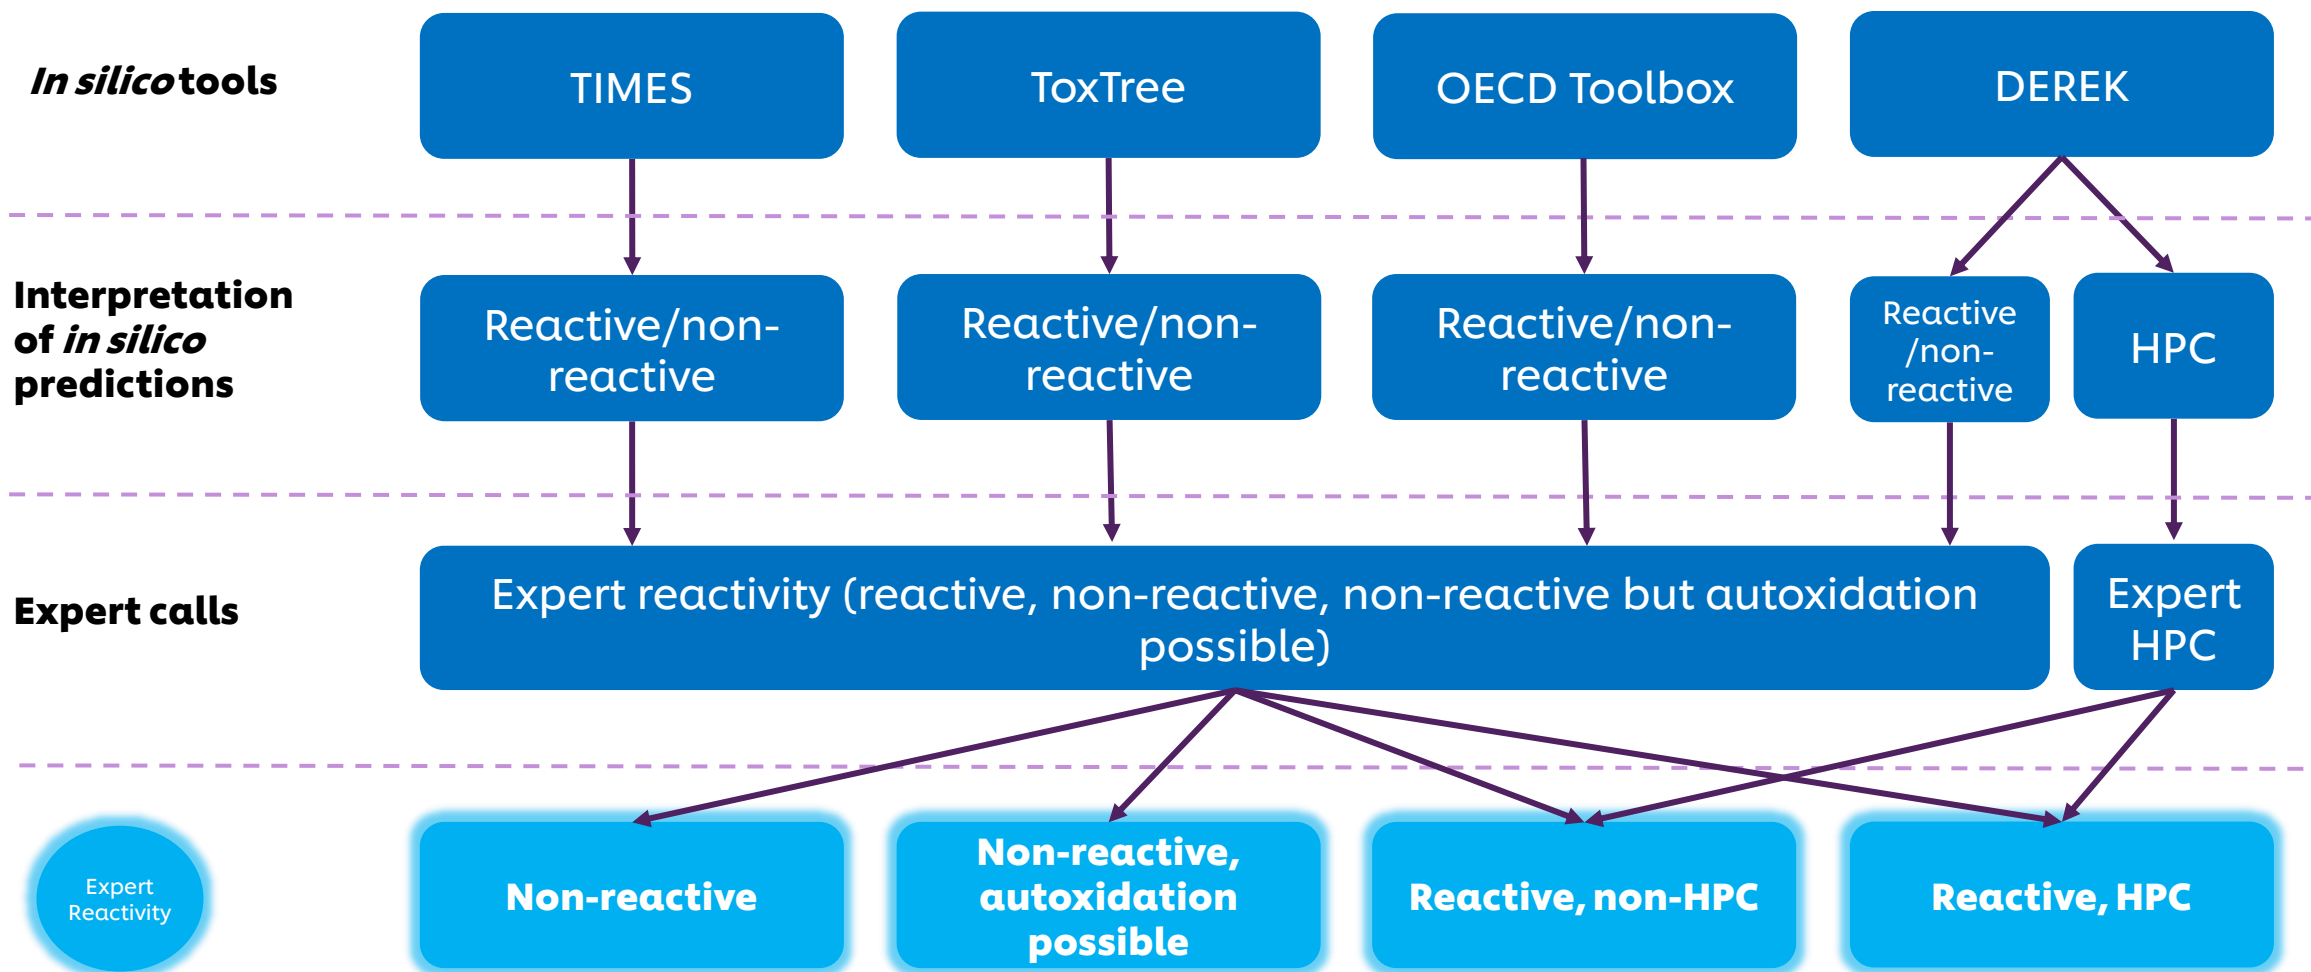 In silico tools
TIMES
ToxTree
OECD Toolbox
DEREK
Interpretation
of in silico
predictions
Reactive/non-
reactive
Reactive/non-
reactive
Reactive/non-
reactive
Reactive
/non-
reactive
HPC
Expert calls
Expert reactivity (reactive, non-reactive, non-reactive but autoxidation
possible)
Expert
HPC
Expert
Reactivity
Non-reactive
Non-reactive,
autoxidation
possible
Reactive, non-HPC
Reactive, HPC